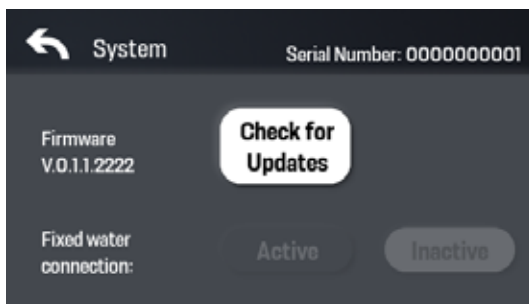 System
Serial Number: 0000000001
Firmware
V.0.1.1.2222
Check for
Updates
Fixed water
connection:
Active
Inactive